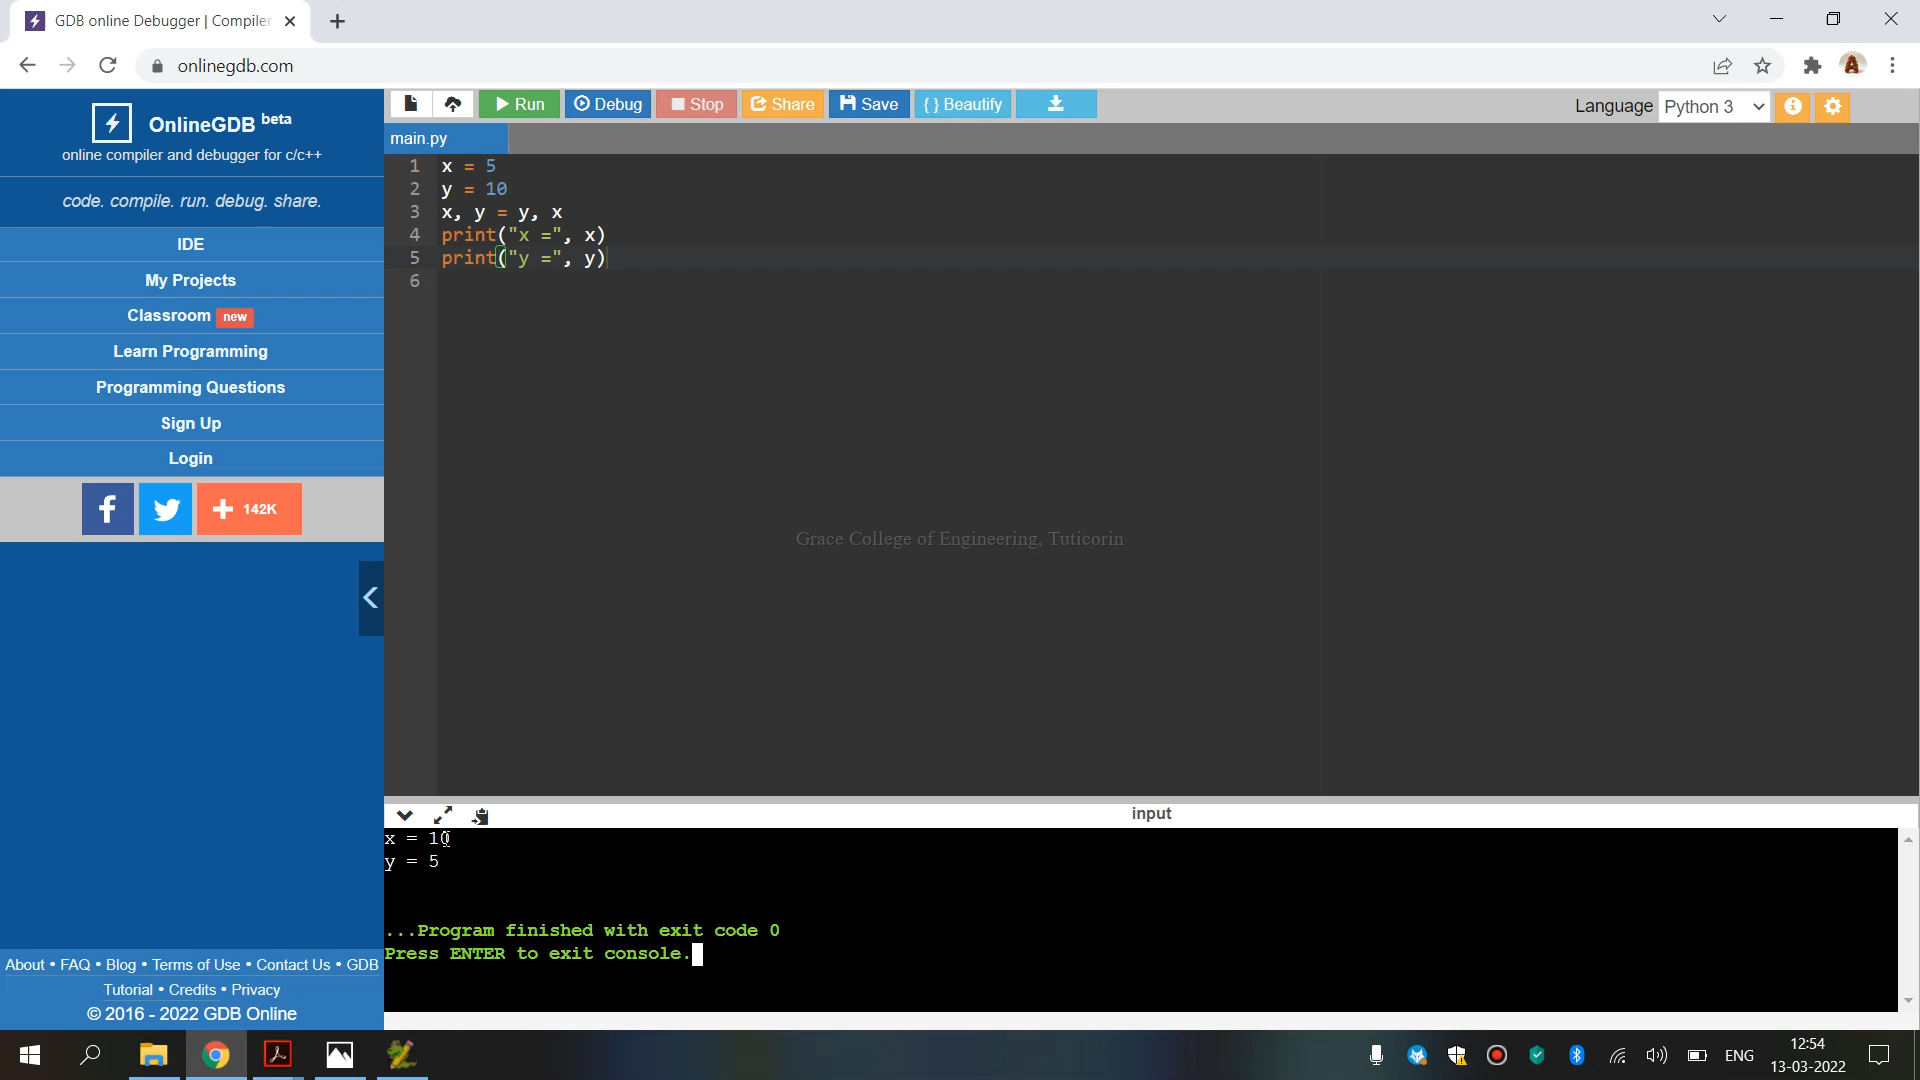 GDB online Debugger | Compiler
onlinegdb.com
OnlineGDB beta
online compiler and debugger for c/c++
code. compile. run. debug. share.
IDE
My Projects
Classroom new
Learn Programming
Programming Questions
Sign Up
Login
142K
About • FAQ • Blog • Terms of Use • Contact Us • GDB
Tutorial • Credits • Privacy
© 2016 - 2022 GDB Online
Run Debug Stop Share Save { } Beautify
Language Python 3
main.py
1 x = 5
2 y = 10
3 x, y = y, x
4 print("x =", x)
5 print("y =", y)
6
Grace College of Engineering, Tuticorin
input
x = 10
y = 5
...Program finished with exit code 0
Press ENTER to exit console.
ENG
12:54
13-03-2022